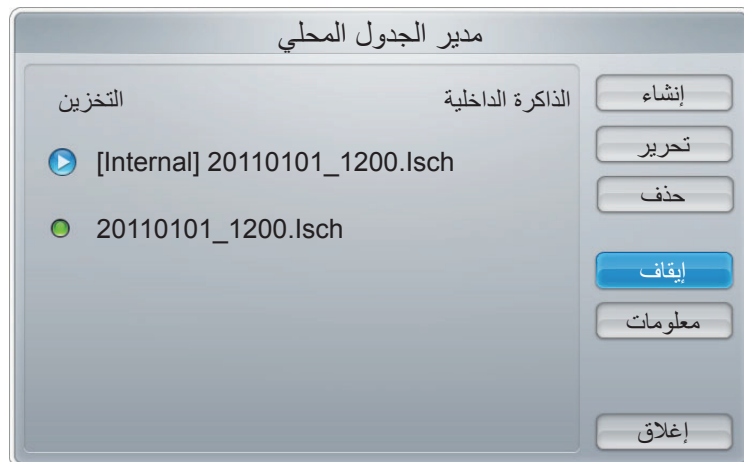 مدير الجدول المحلي
الذاكرة الداخلية
التخزين
[Internal] 20110101_1200.lsch
20110101_1200.lsch
إنشاء
تحرير
حذف
إيقاف
معلومات
إغلاق